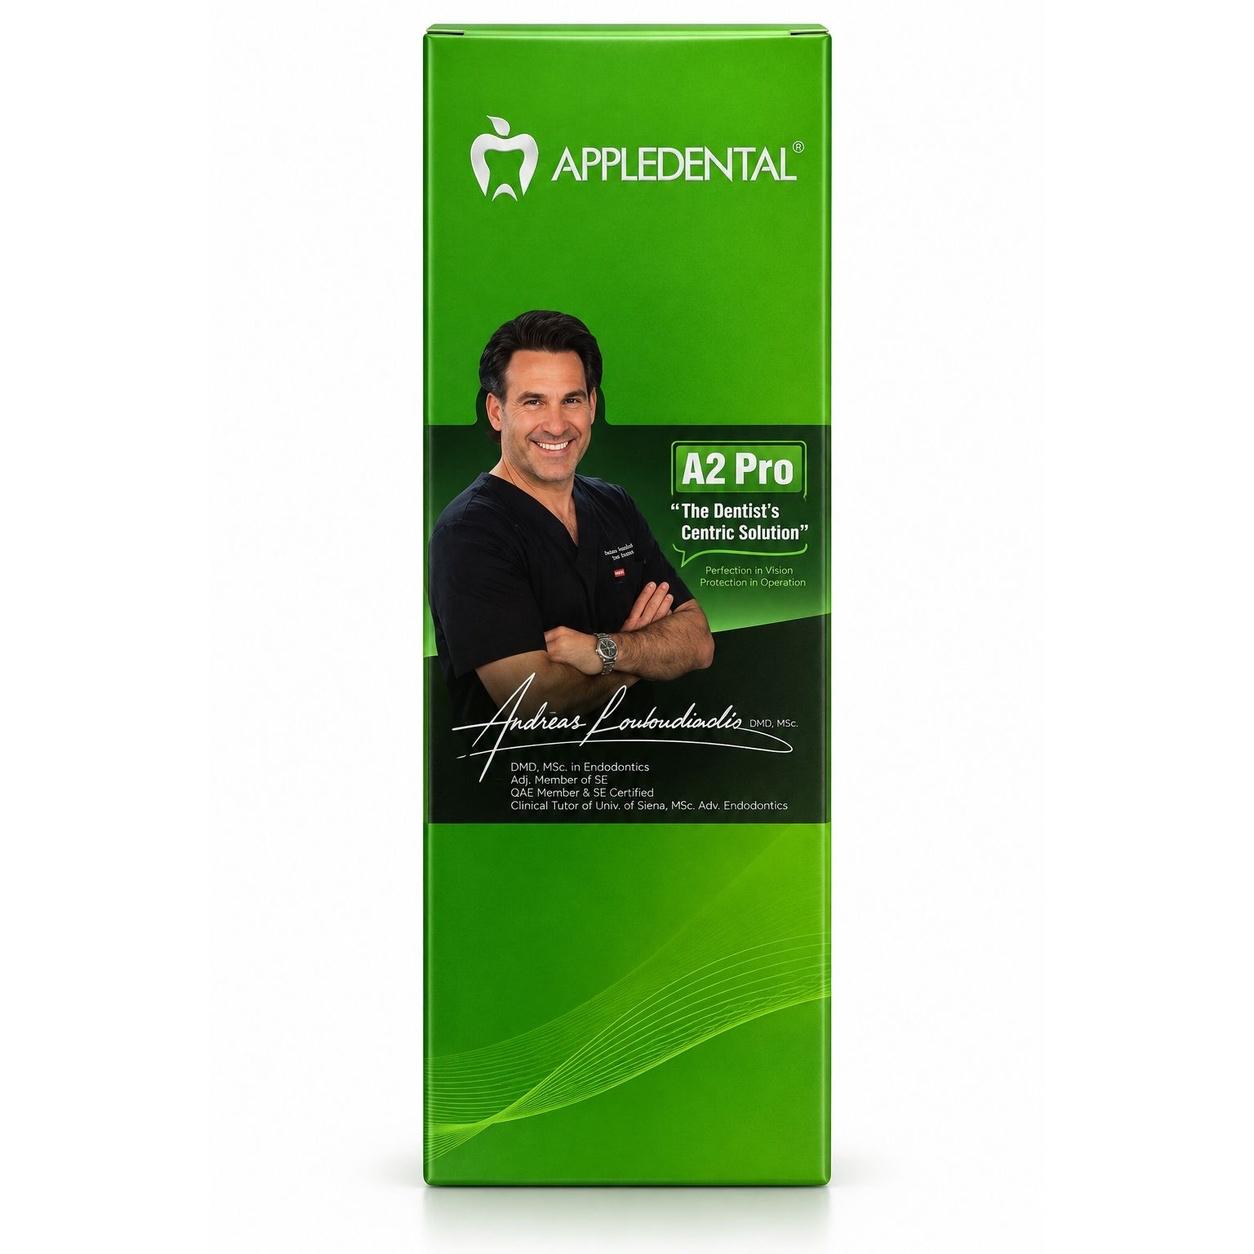 APPLEDENTAL®
A2 Pro
“The Dentist's
Centric Solution”
Perfection in Vision
Protection in Operation
Andreas Louloudiadis DMD, MSc.
DMD, MSc. in Endodontics
Adj. Member of SE
QAE Member & SE Certified
Clinical Tutor of Univ. of Siena, MSc. Adv. Endodontics